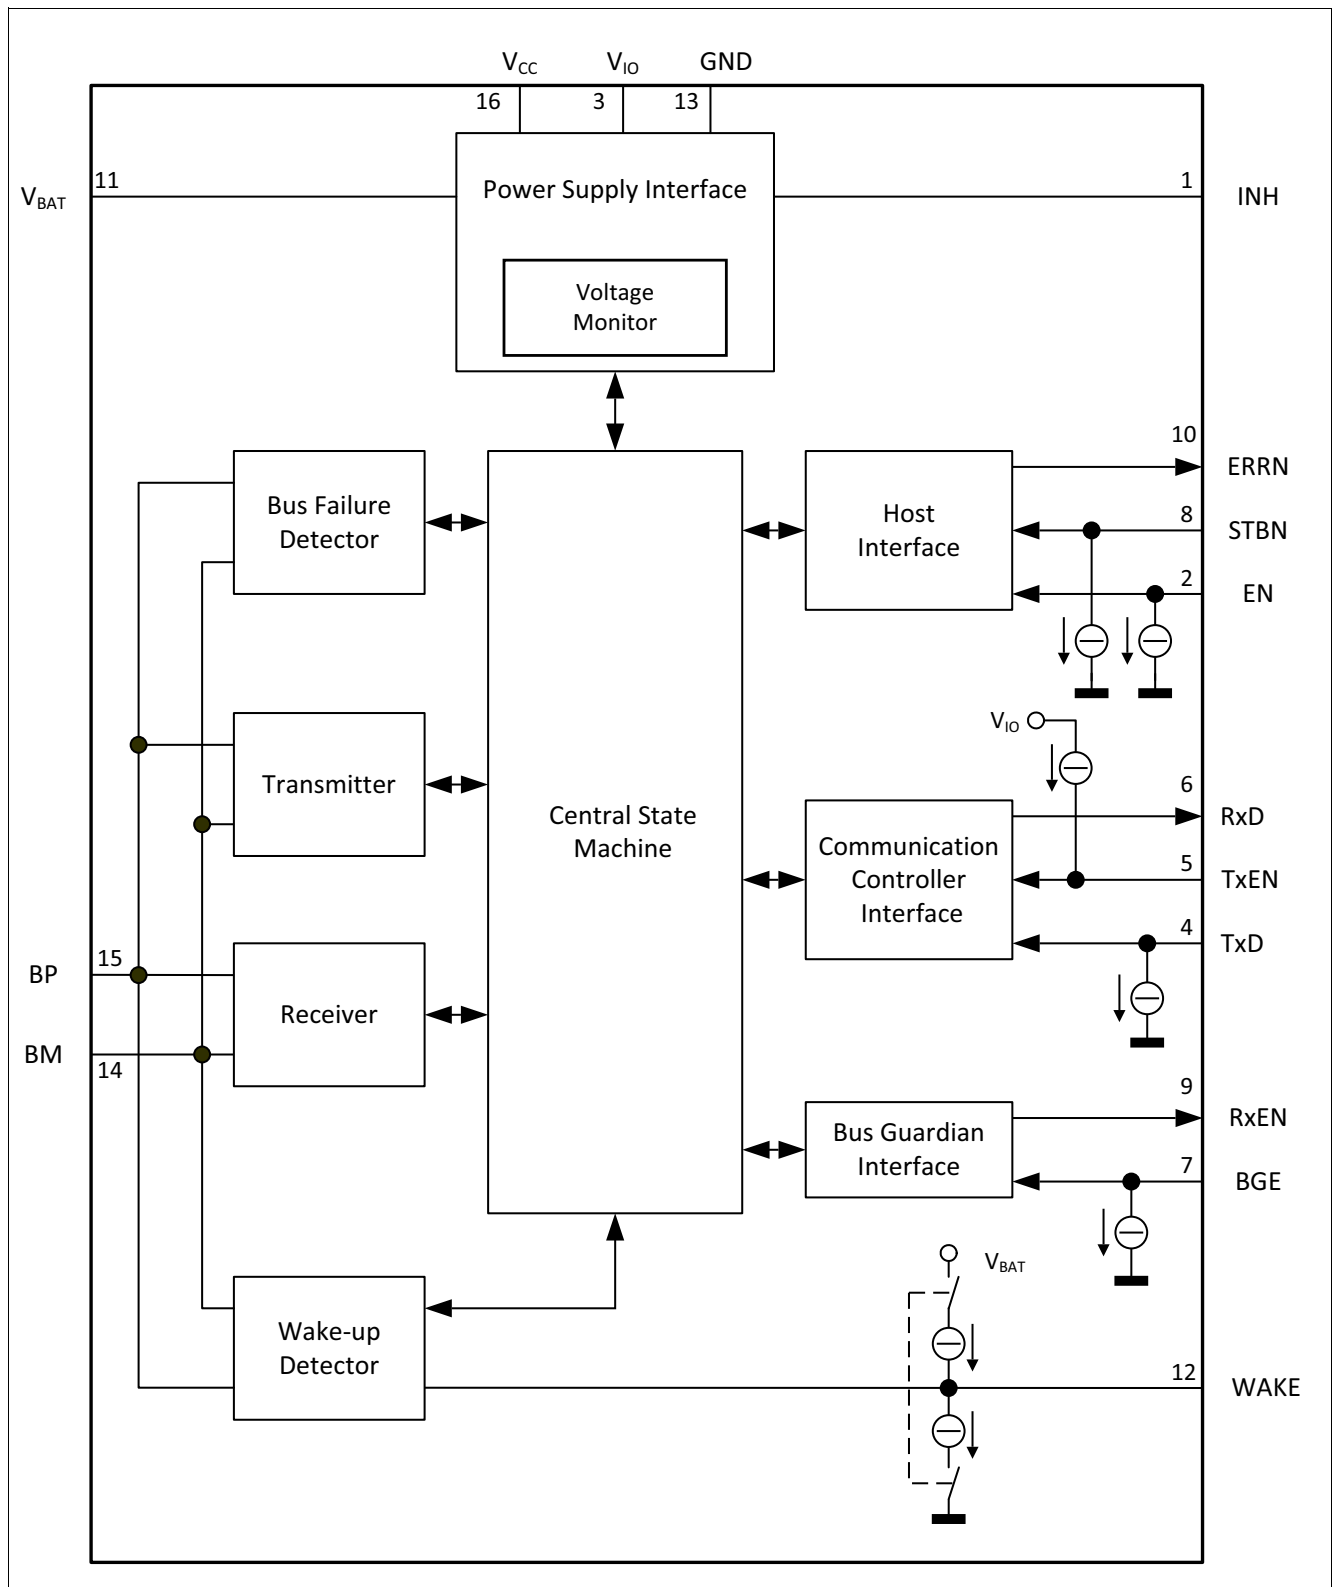 VCC VIO GND
16 3 13
VBAT 11 Power Supply Interface 1 INH
Voltage
Monitor
10 ERRN
Bus Failure
Detector
Host
Interface
8 STBN
2 EN
VIO
Transmitter
Central State
Machine
Communication
Controller
Interface
6 RxD
5 TxEN
4 TxD
BP 15
Receiver
BM 14
Bus Guardian
Interface
9 RxEN
7 BGE
VBAT
Wake-up
Detector
12 WAKE